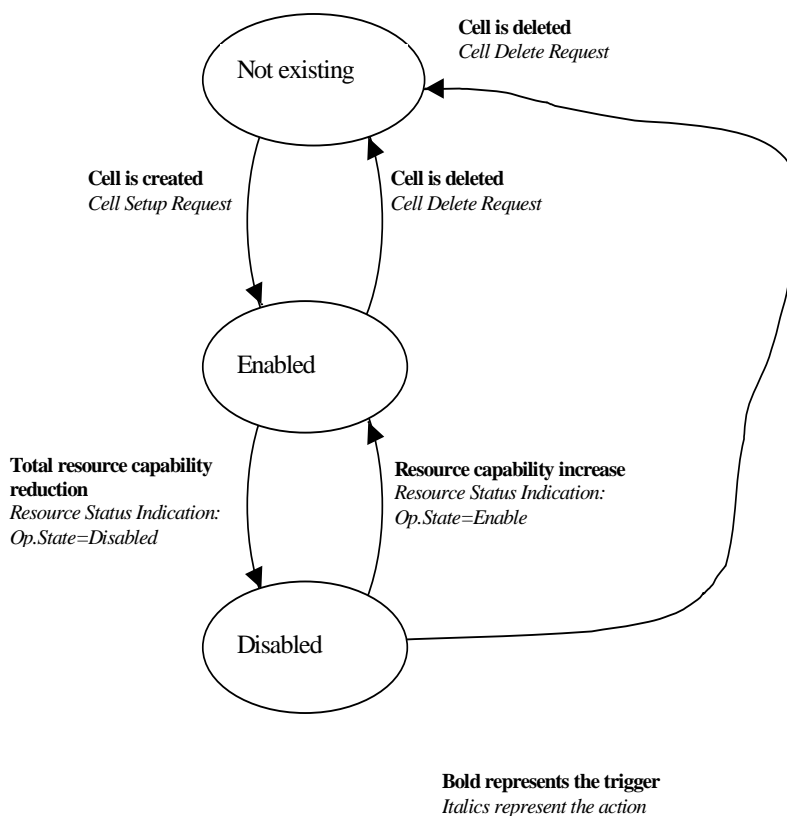 Cell is deleted
Cell Delete Request
Not existing
Cell is created
Cell Setup Request
Cell is deleted
Cell Delete Request
Enabled
Total resource capability
reduction
Resource Status Indication:
Op.State=Disabled
Resource capability increase
Resource Status Indication:
Op.State=Enable
Disabled
Bold represents the trigger
Italics represent the action